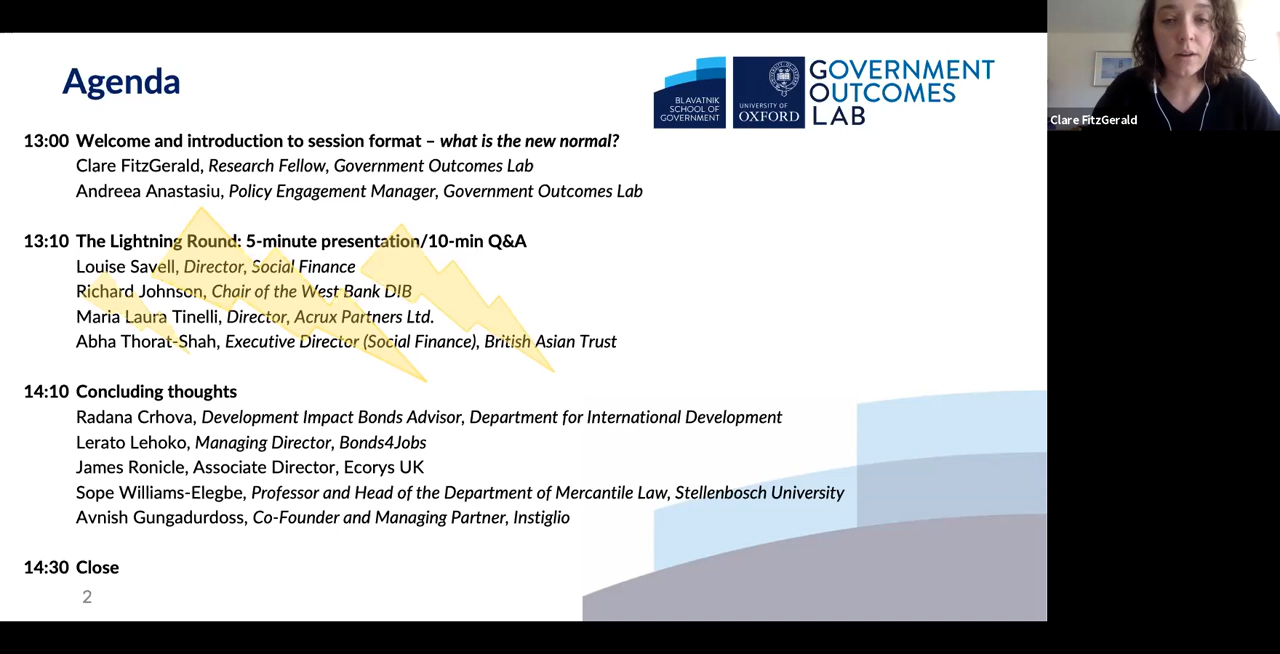 Agenda
BLAVATNIK
SCHOOL OF
GOVERNMENT
UNIVERSITY OF
OXFORD
GOVERNMENT
OUTCOMES
LAB
Clare FitzGerald
13:00 Welcome and introduction to session format – what is the new normal?
Clare FitzGerald, Research Fellow, Government Outcomes Lab
Andreea Anastasiu, Policy Engagement Manager, Government Outcomes Lab
13:10 The Lightning Round: 5-minute presentation/10-min Q&A
Louise Savell, Director, Social Finance
Richard Johnson, Chair of the West Bank DIB
Maria Laura Tinelli, Director, Acrux Partners Ltd.
Abha Thorat-Shah, Executive Director (Social Finance), British Asian Trust
14:10 Concluding thoughts
Radana Crhova, Development Impact Bonds Advisor, Department for International Development
Lerato Lehoko, Managing Director, Bonds4Jobs
James Ronicle, Associate Director, Ecorys UK
Sope Williams-Elegbe, Professor and Head of the Department of Mercantile Law, Stellenbosch University
Avnish Gungadurdoss, Co-Founder and Managing Partner, Instiglio
14:30 Close
2